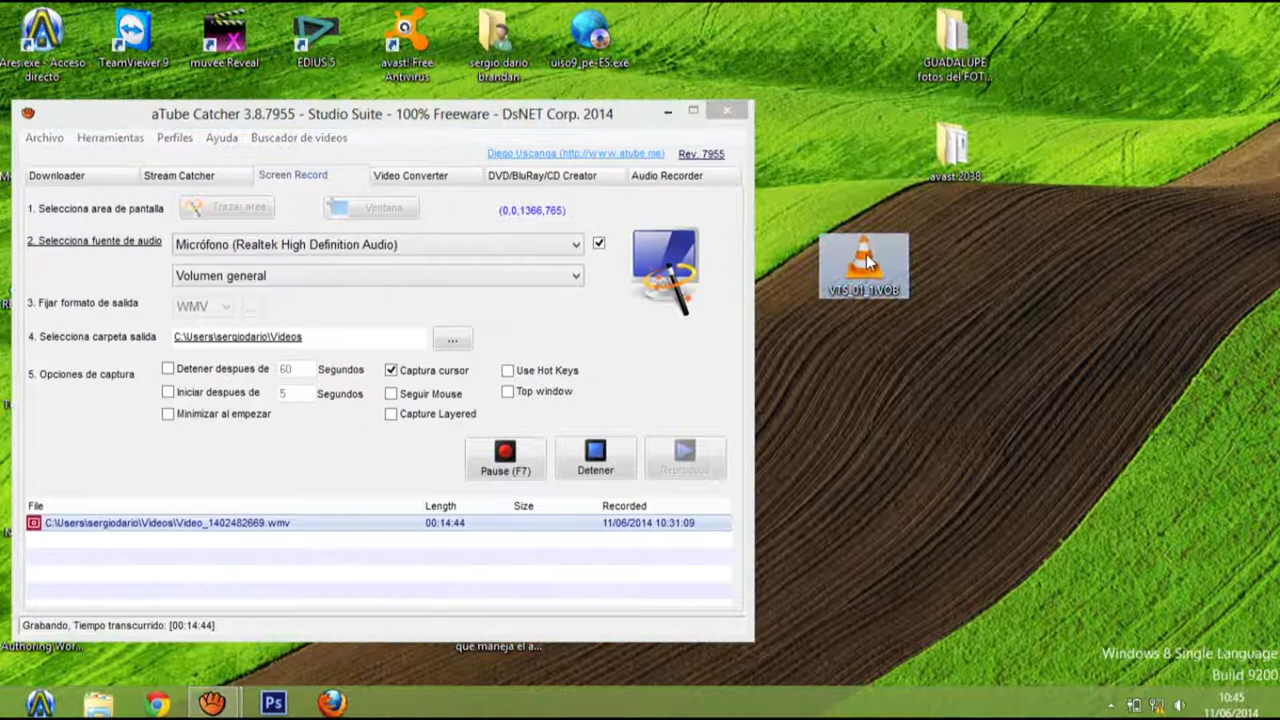 Ares.exe - Acceso directo
TeamViewer 9
muvee Reveal
EDIUS 5
avast! Free Antivirus
sergio dario brandan
uiso9_pe-ES.exe
GUADALUPE fotos del FOT...
avast 2038
VTS_01_1.VOB
aTube Catcher 3.8.7955 - Studio Suite - 100% Freeware - DsNET Corp. 2014
Archivo Herramientas Perfiles Ayuda Buscador de videos
Diego Uscanga (http://www.atube.me) Rev. 7955
Downloader Stream Catcher Screen Record Video Converter DVD/BluRay/CD Creator Audio Recorder
1. Selecciona area de pantalla Trazar area Ventana (0,0,1366,765)
2. Selecciona fuente de audio Micrófono (Realtek High Definition Audio)
Volumen general
3. Fijar formato de salida WMV ...
4. Selecciona carpeta salida C:\Users\sergiodario\Videos ...
5. Opciones de captura
Detener despues de 60 Segundos Captura cursor Use Hot Keys
Iniciar despues de 5 Segundos Seguir Mouse Top window
Minimizar al empezar Capture Layered
Pause (F7) Detener Reproducir
File Length Size Recorded
C:\Users\sergiodario\Videos\Video_1402482669.wmv 00:14:44 11/06/2014 10:31:09
Grabando, Tiempo transcurrido: [00:14:44]
Authoring Wor...
que maneja el a...
Windows 8 Single Language
Build 9200
Ps
10:45
11/06/2014